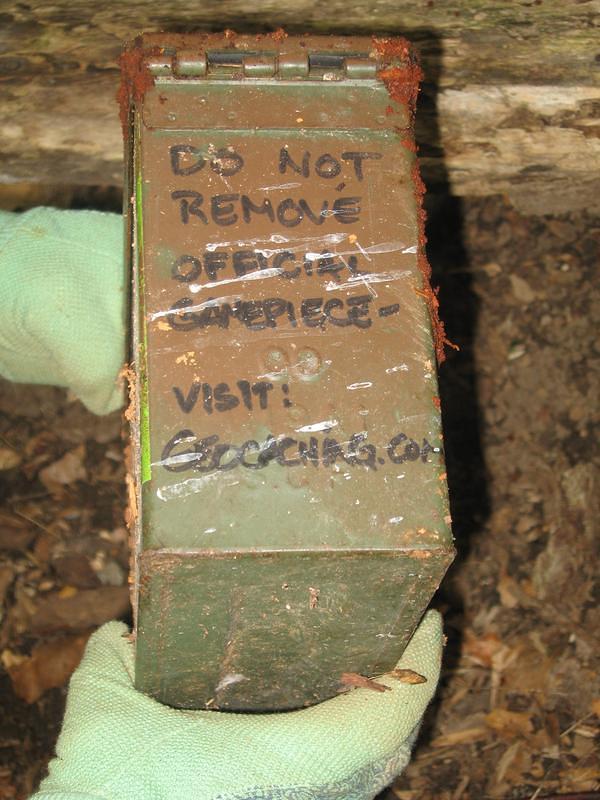 DO NOT
REMOVE
OFFICIAL
GAMEPIECE-
VISIT:
GEOCACHING.COM